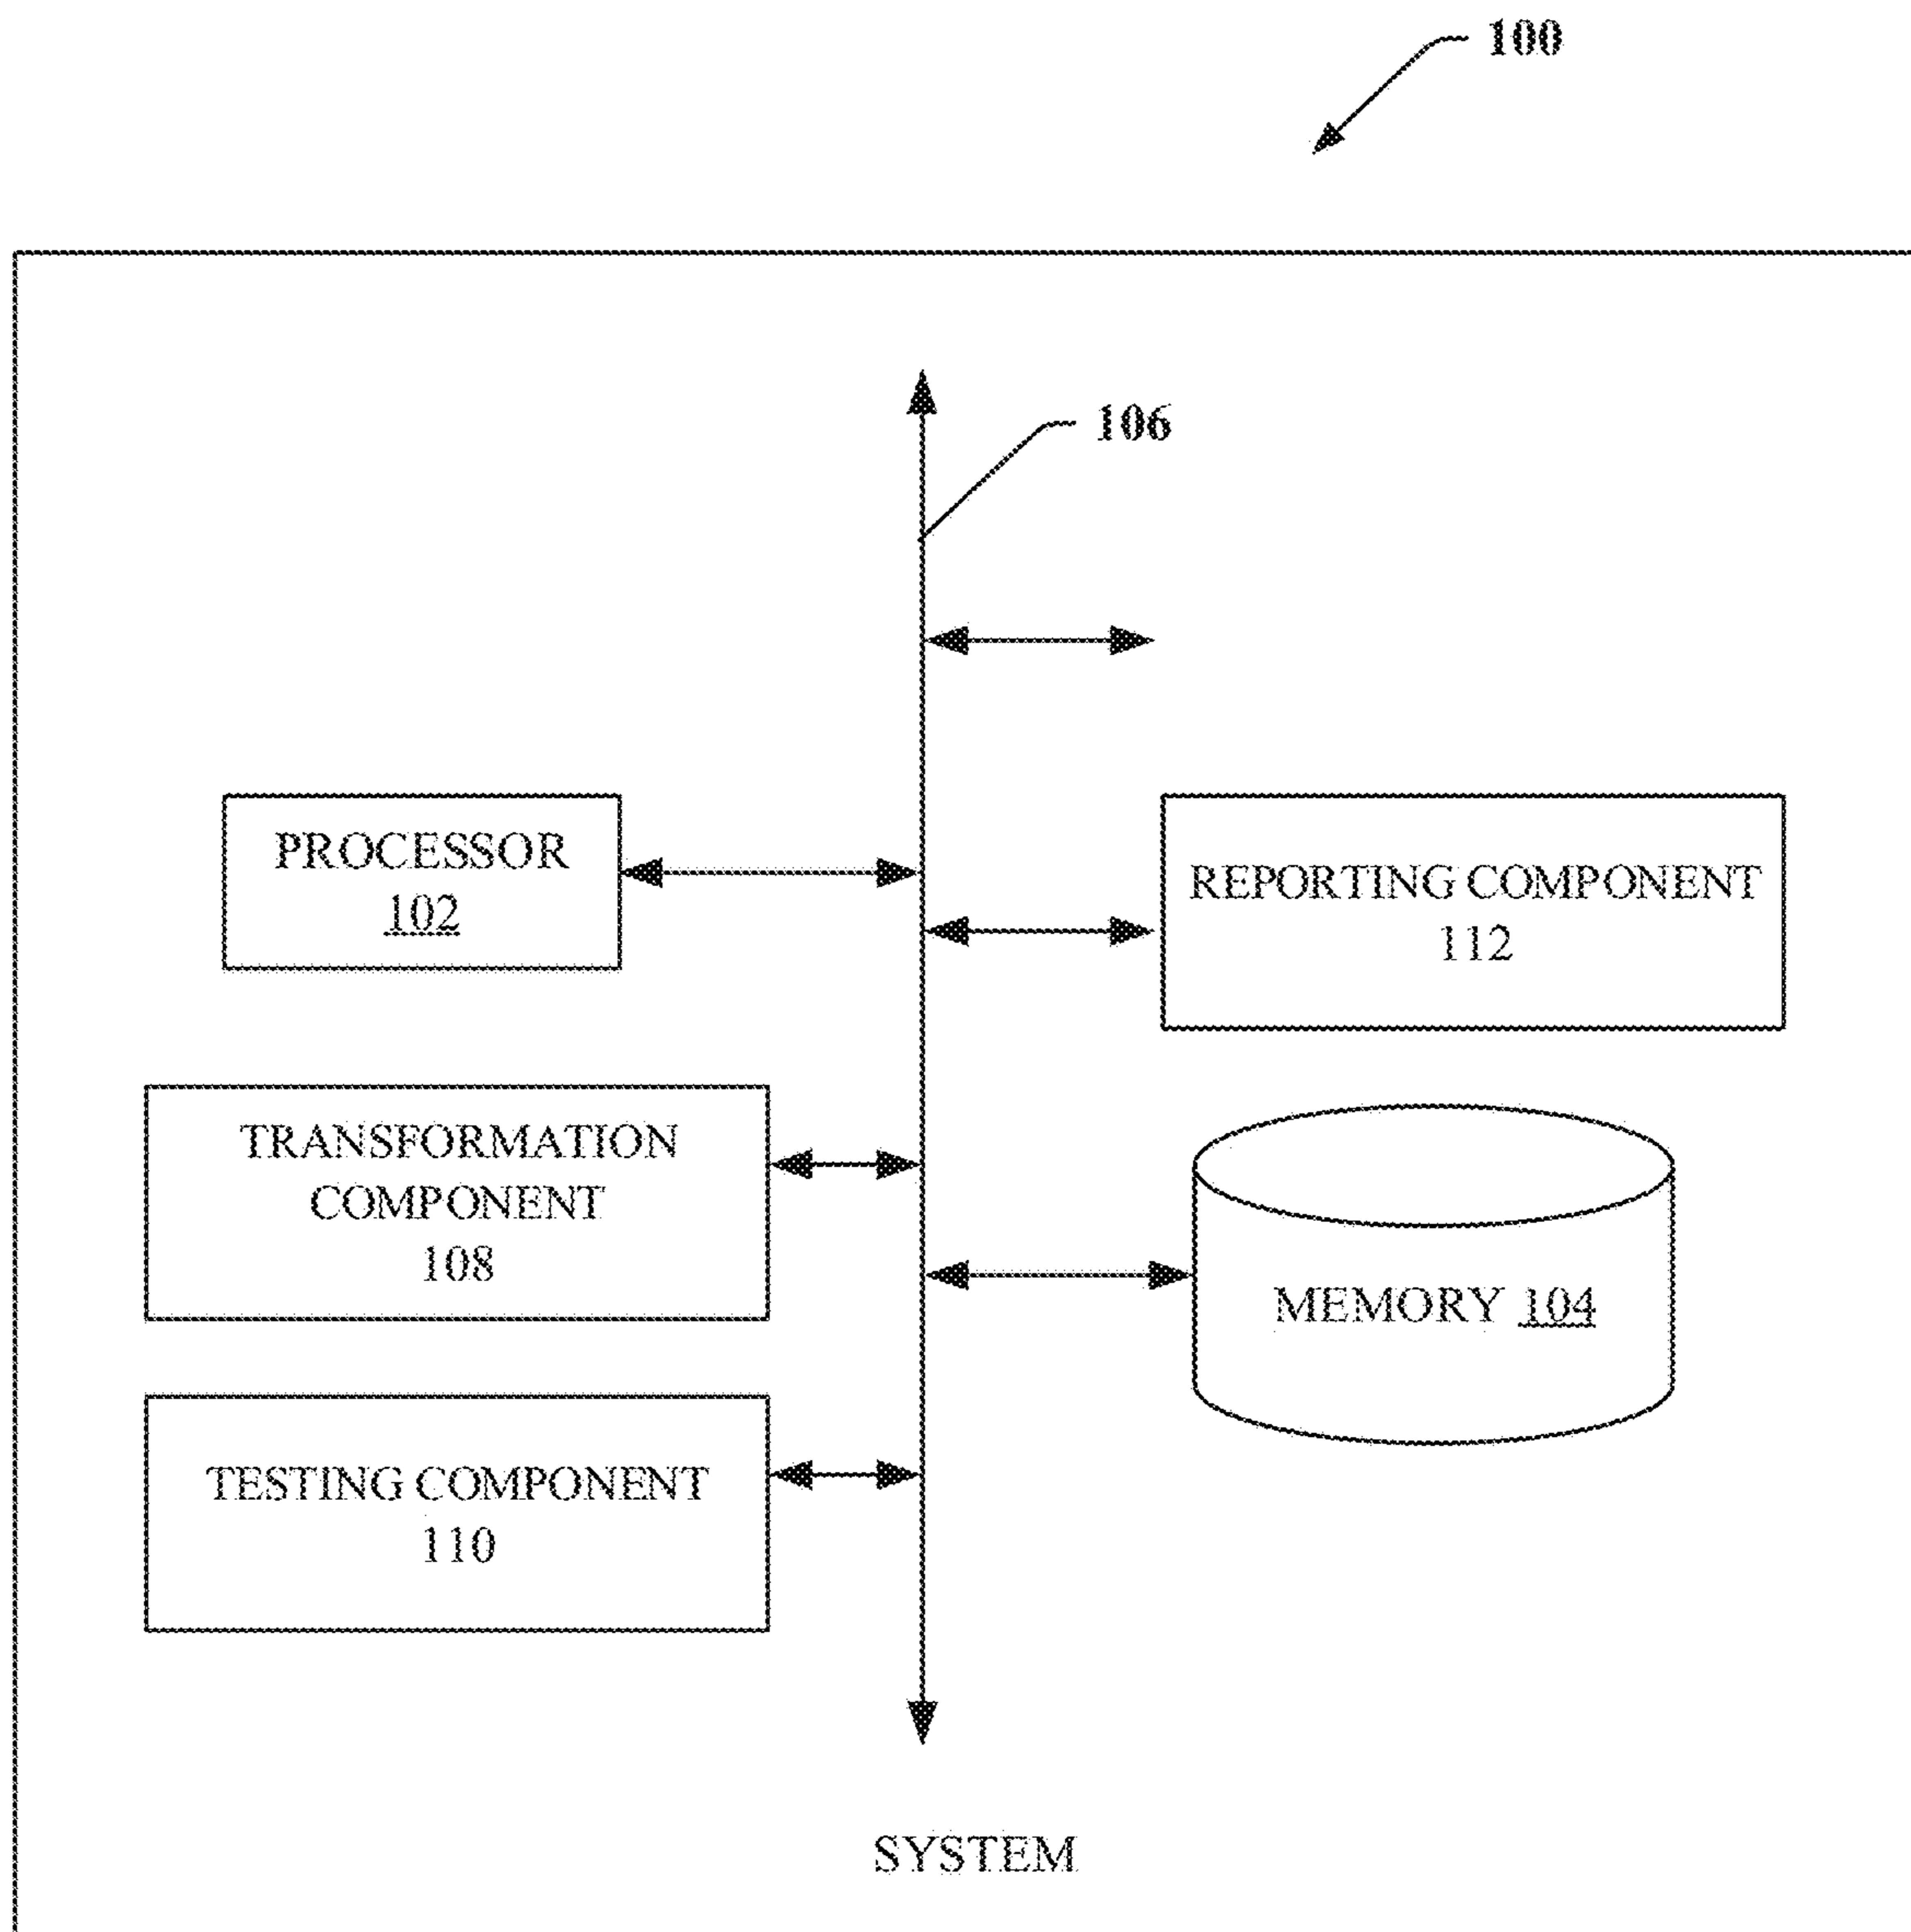 100
106
PROCESSOR
102
REPORTING COMPONENT
112
TRANSFORMATION
COMPONENT
108
MEMORY 104
TESTING COMPONENT
110
SYSTEM